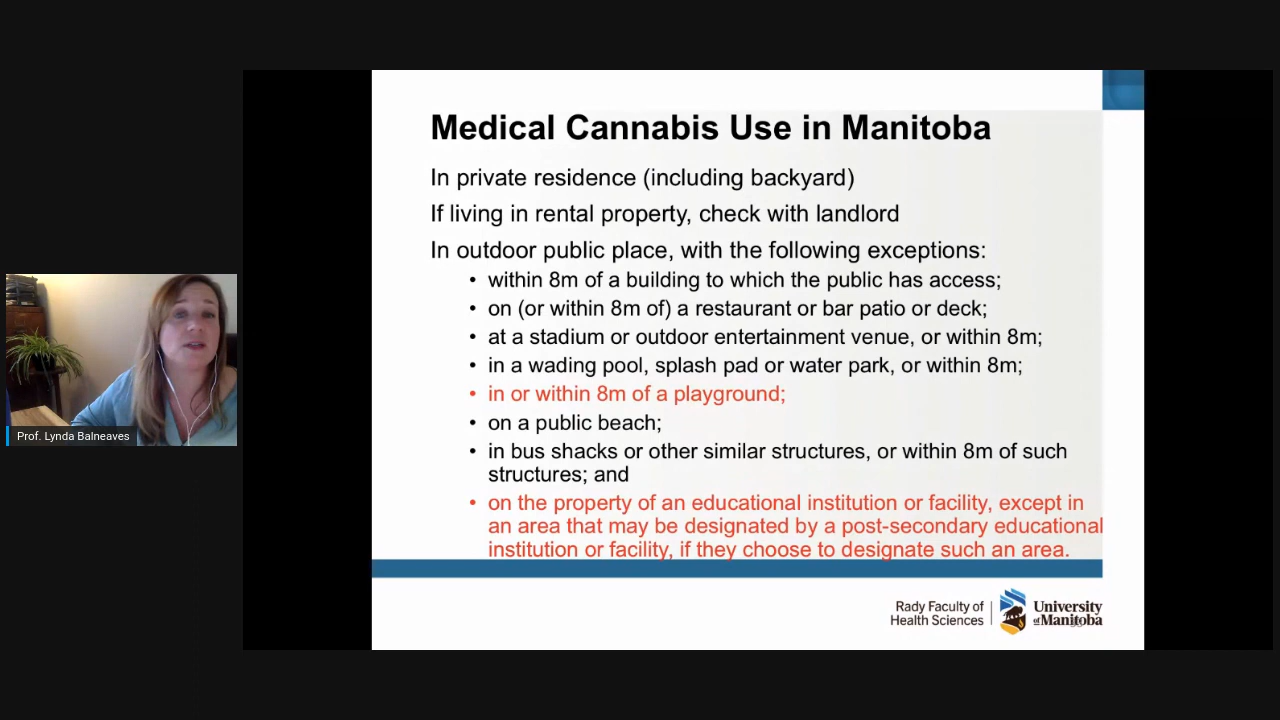 Medical Cannabis Use in Manitoba
In private residence (including backyard)
If living in rental property, check with landlord
In outdoor public place, with the following exceptions:
• within 8m of a building to which the public has access;
• on (or within 8m of) a restaurant or bar patio or deck;
• at a stadium or outdoor entertainment venue, or within 8m;
• in a wading pool, splash pad or water park, or within 8m;
• in or within 8m of a playground;
• on a public beach;
• in bus shacks or other similar structures, or within 8m of such
structures; and
• on the property of an educational institution or facility, except in
an area that may be designated by a post-secondary educational
institution or facility, if they choose to designate such an area.
Prof. Lynda Balneaves
Rady Faculty of
Health Sciences
University
of Manitoba